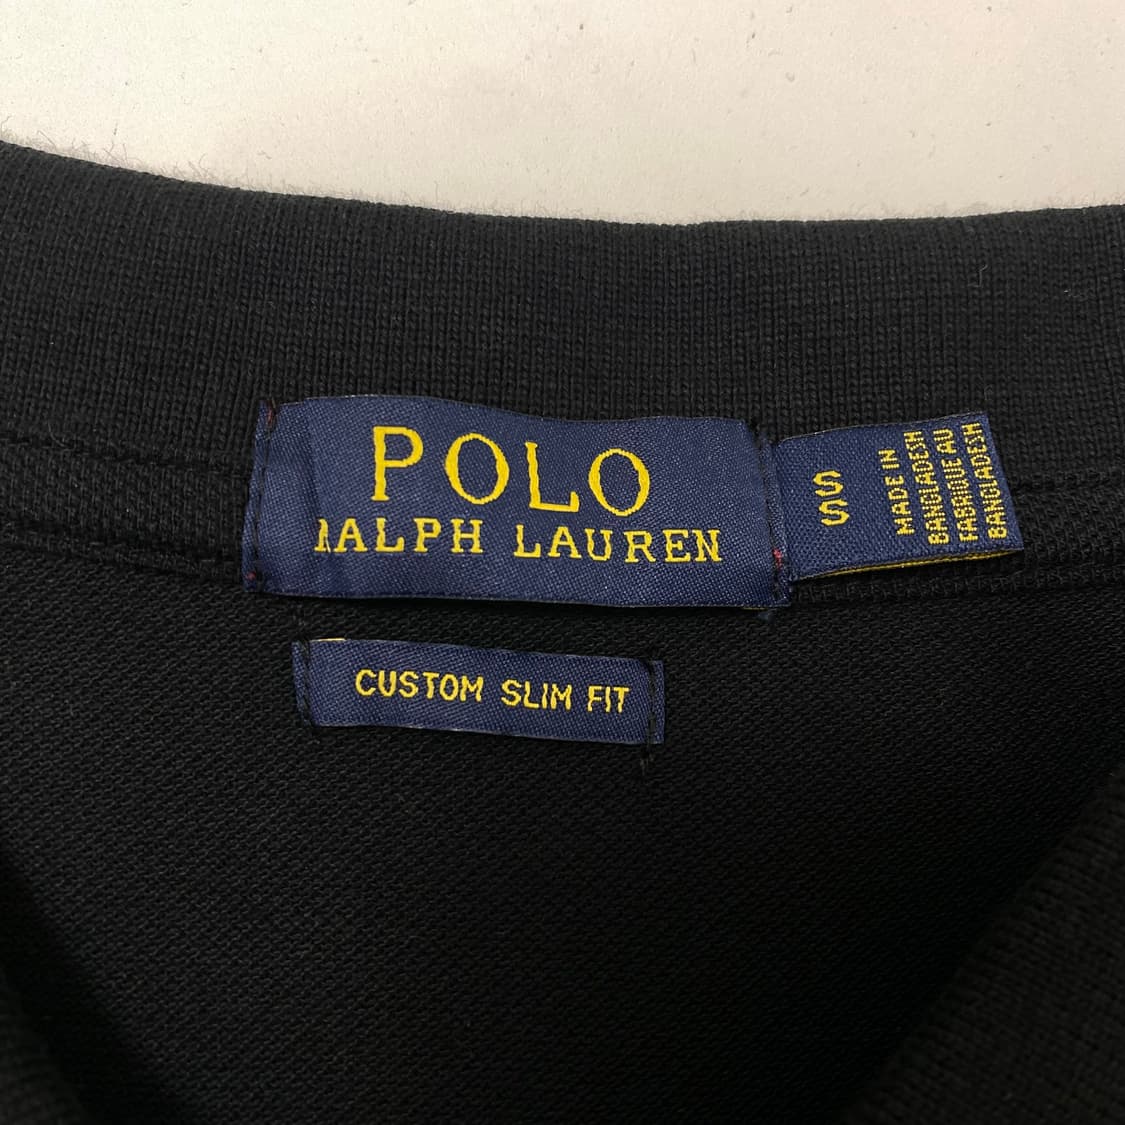 POLO
RALPH LAUREN
S
S
MADE IN
BANGLADESH
FABRIQUE AU
BANGLADESH
CUSTOM SLIM FIT